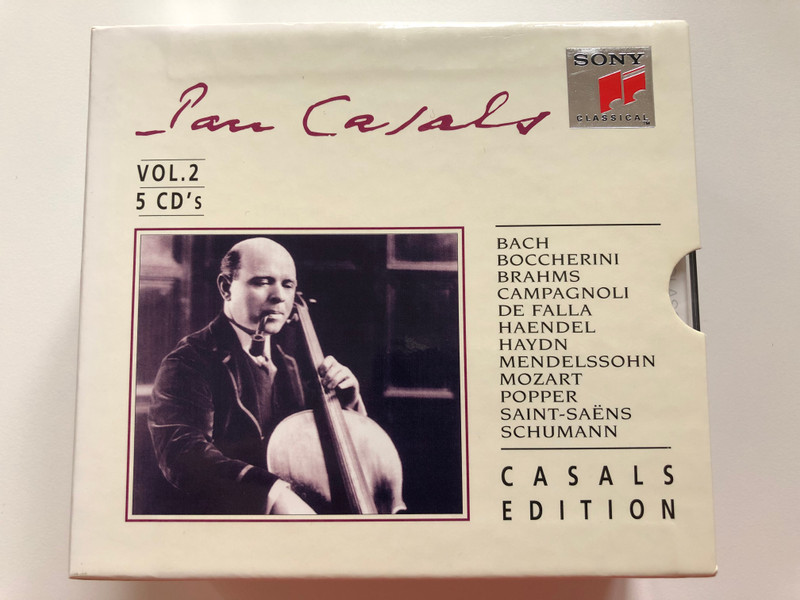 Pau Casals
SONY
CLASSICAL™
VOL.2
5 CD's
BACH
BOCCHERINI
BRAHMS
CAMPAGNOLI
DE FALLA
HAENDEL
HAYDN
MENDELSSOHN
MOZART
POPPER
SAINT-SAËNS
SCHUMANN
CASALS
EDITION